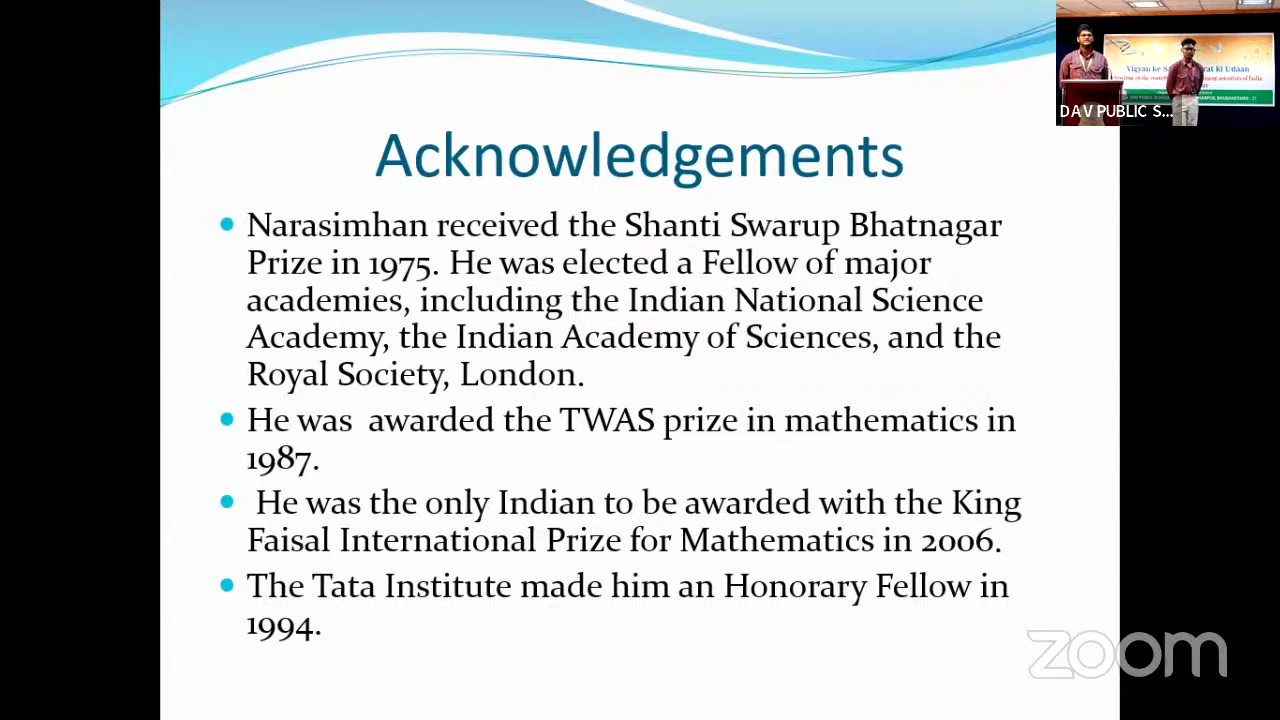 Acknowledgements
Narasimhan received the Shanti Swarup Bhatnagar
Prize in 1975. He was elected a Fellow of major
academies, including the Indian National Science
Academy, the Indian Academy of Sciences, and the
Royal Society, London.
He was awarded the TWAS prize in mathematics in
1987.
He was the only Indian to be awarded with the King
Faisal International Prize for Mathematics in 2006.
The Tata Institute made him an Honorary Fellow in
1994.
Vigyan ke Udaan
DAV PUBLIC S...
zoom